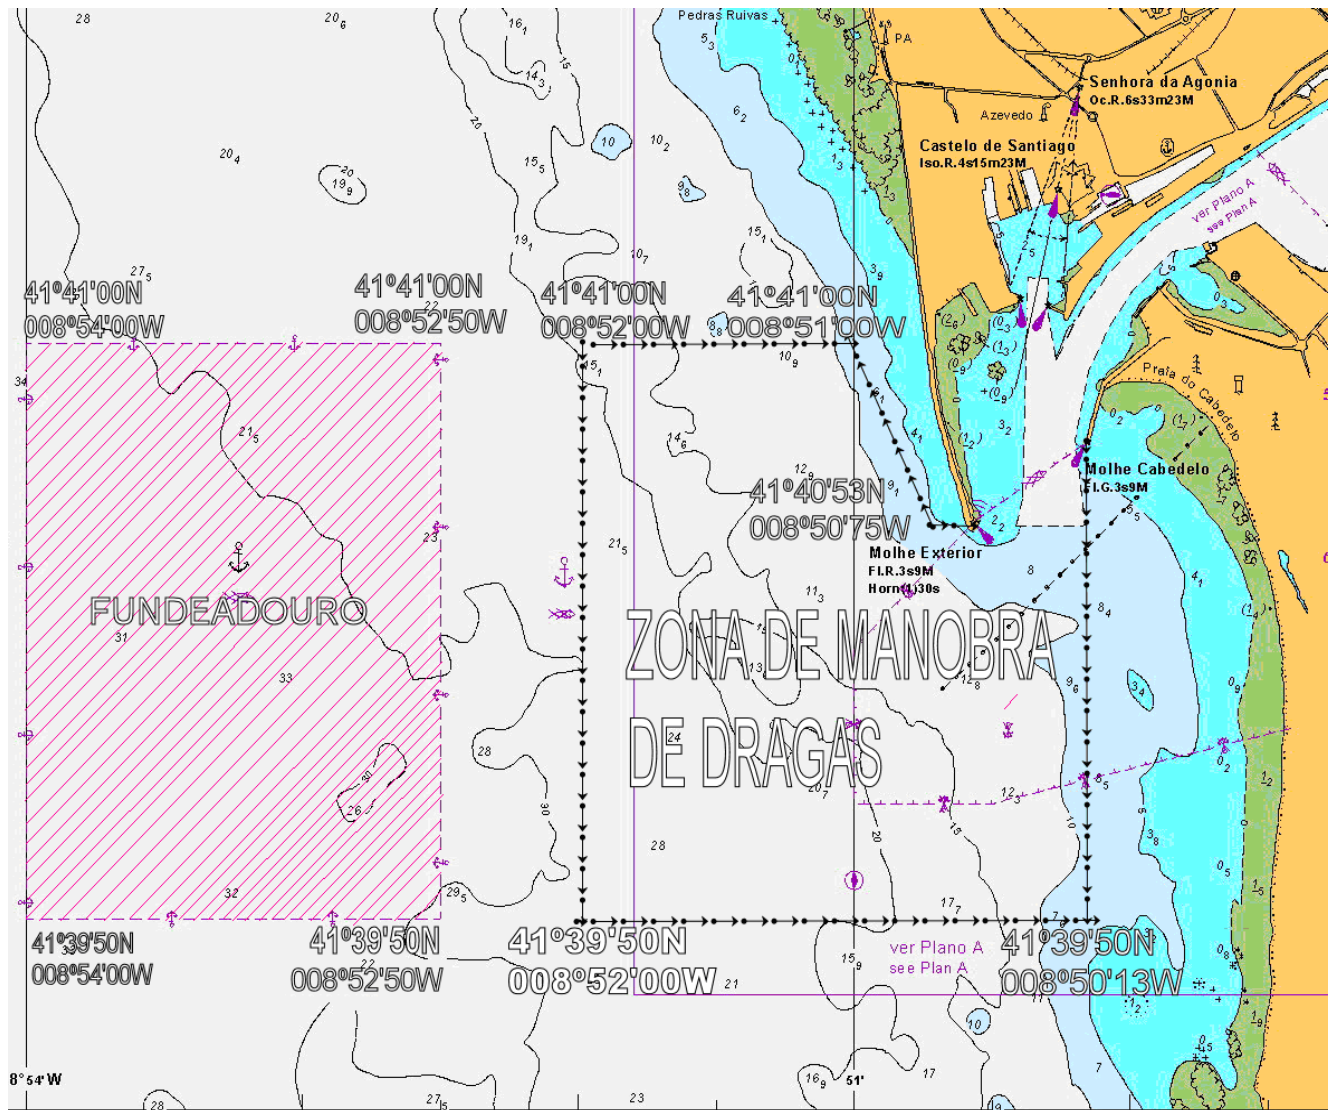 Pedras Ruivas
PA
Senhora da Agonia
Oc.R.6s33m23M
Azevedo
Castelo de Santiago
Iso.R.4s15m23M
ver Plano A
see Plan A
41º41'00N
008º54'00W
41º41'00N
008º52'50W
41º41'00N
008º52'00W
41º41'00N
008º51'00W
Praia do Cabedelo
Molhe Cabedelo
Fl.G.3s9M
41º40'53N
008º50'75W
Molhe Exterior
Fl.R.3s9M
Horn(1)30s
FUNDEADOURO
ZONA DE MANOBRA
DE DRAGAS
41º39'50N
008º54'00W
41º39'50N
008º52'50W
41º39'50N
008º52'00W
ver Plano A
see Plan A
41º39'50N
008º50'13W
8°54'W
51'